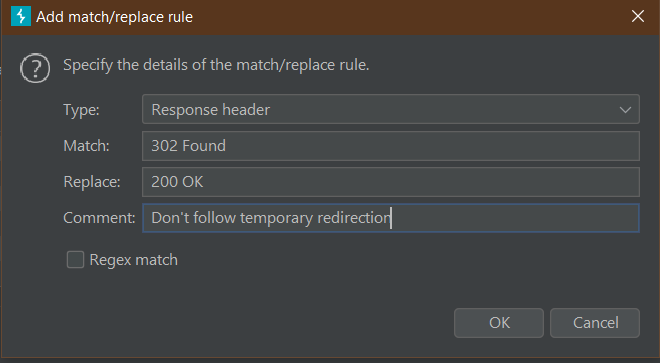 Add match/replace rule
Specify the details of the match/replace rule.
Type: Response header
Match: 302 Found
Replace: 200 OK
Comment: Don't follow temporary redirection
Regex match
OK Cancel